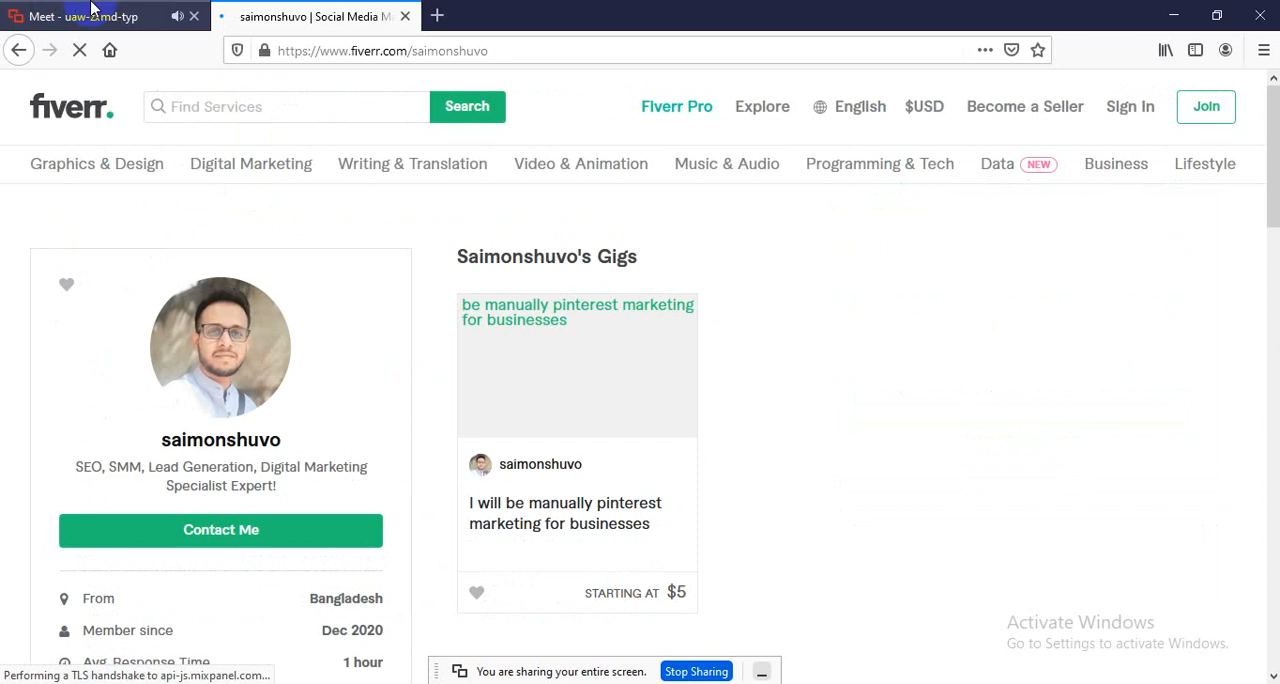 Meet - uaw-zfmd-typ
saimonshuvo | Social Media Ma
https://www.fiverr.com/saimonshuvo
fiverr.
Find Services
Search
Fiverr Pro
Explore
English
$USD
Become a Seller
Sign In
Join
Graphics & Design
Digital Marketing
Writing & Translation
Video & Animation
Music & Audio
Programming & Tech
Data NEW
Business
Lifestyle
Saimonshuvo's Gigs
be manually pinterest marketing
for businesses
saimonshuvo
I will be manually pinterest
marketing for businesses
STARTING AT $5
saimonshuvo
SEO, SMM, Lead Generation, Digital Marketing
Specialist Expert!
Contact Me
From Bangladesh
Member since Dec 2020
Avg. Response Time 1 hour
Activate Windows
Go to Settings to activate Windows.
Performing a TLS handshake to api-js.mixpanel.com...
You are sharing your entire screen.
Stop Sharing